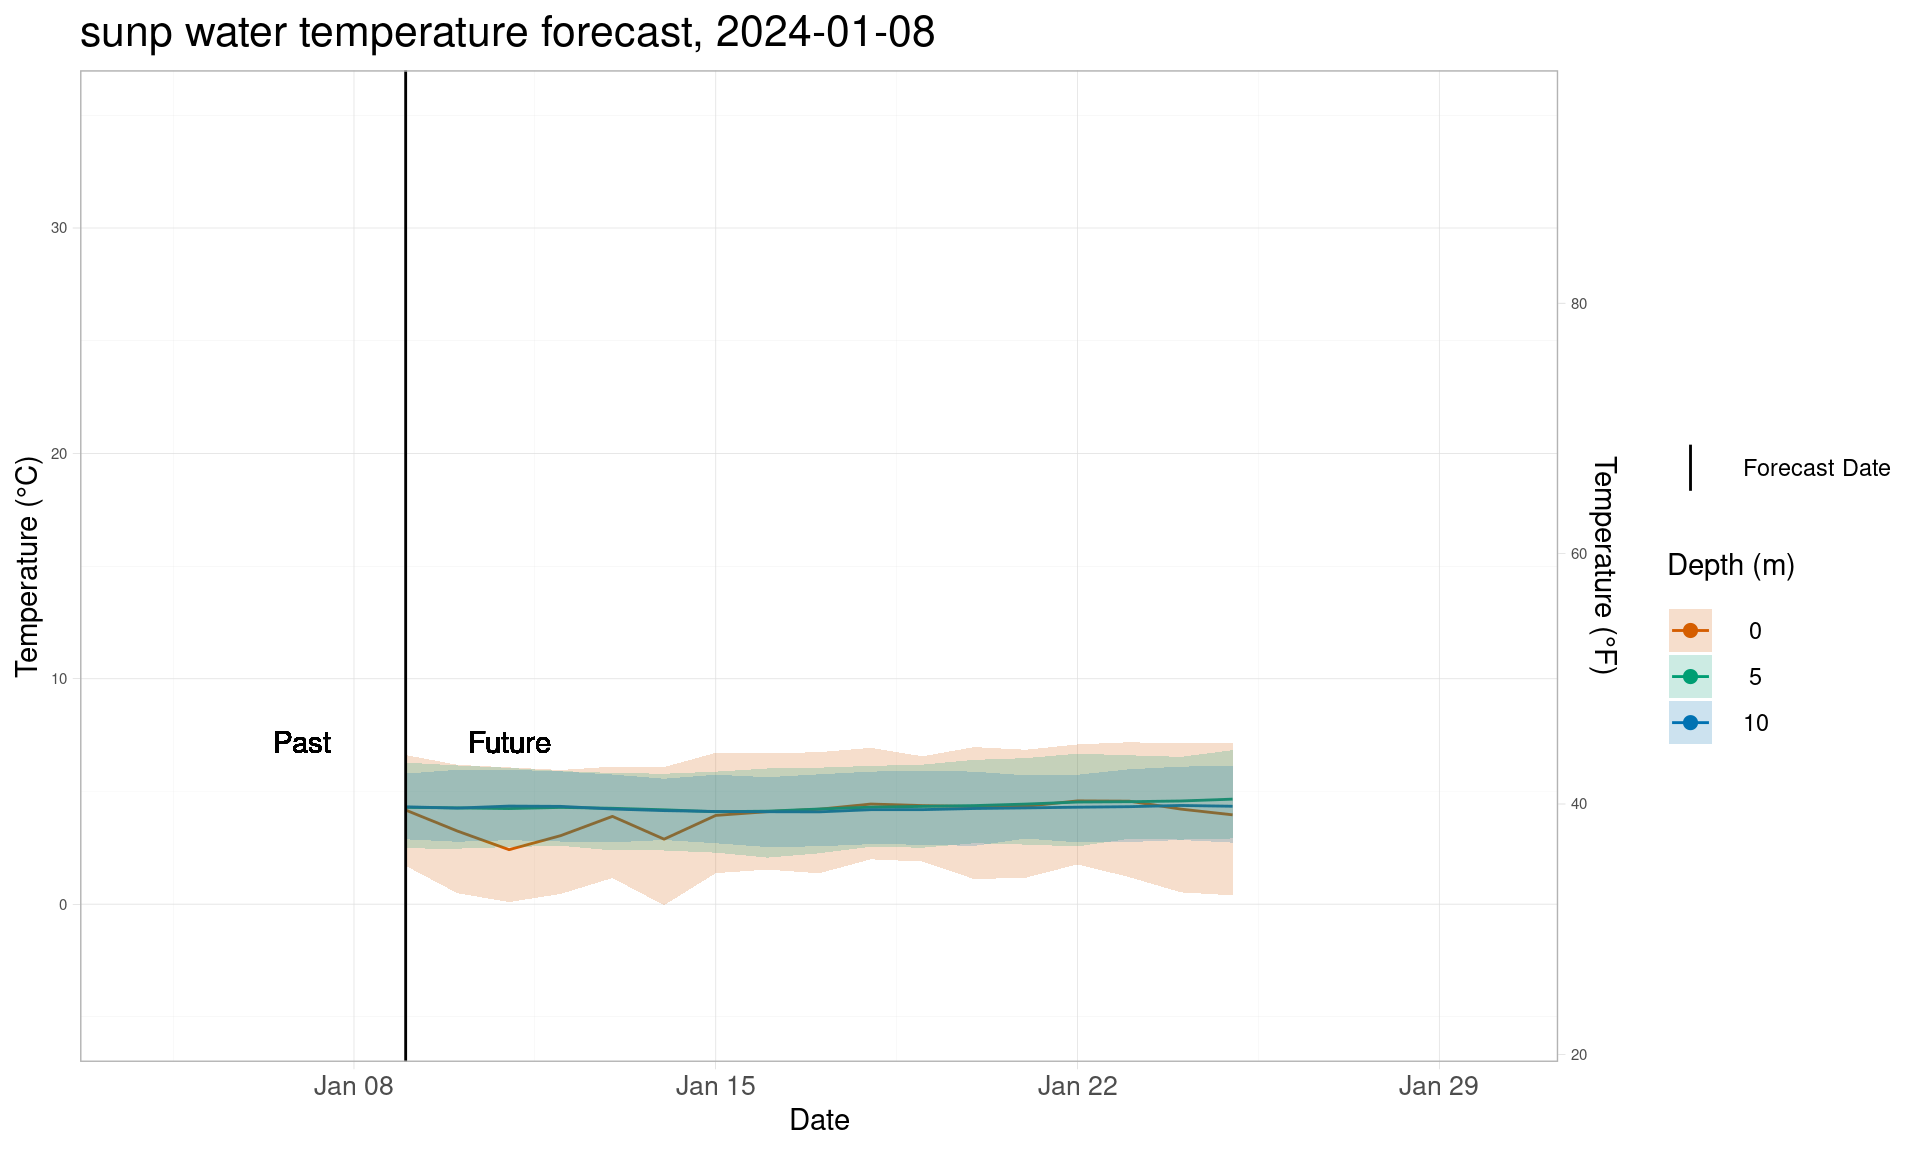 sunp water temperature forecast, 2024-01-08
Temperature (°C)
30
20
10
0
Past
Future
80
60
40
20
Temperature (°F)
Jan 08
Jan 15
Jan 22
Jan 29
Date
Forecast Date
Depth (m)
0
5
10